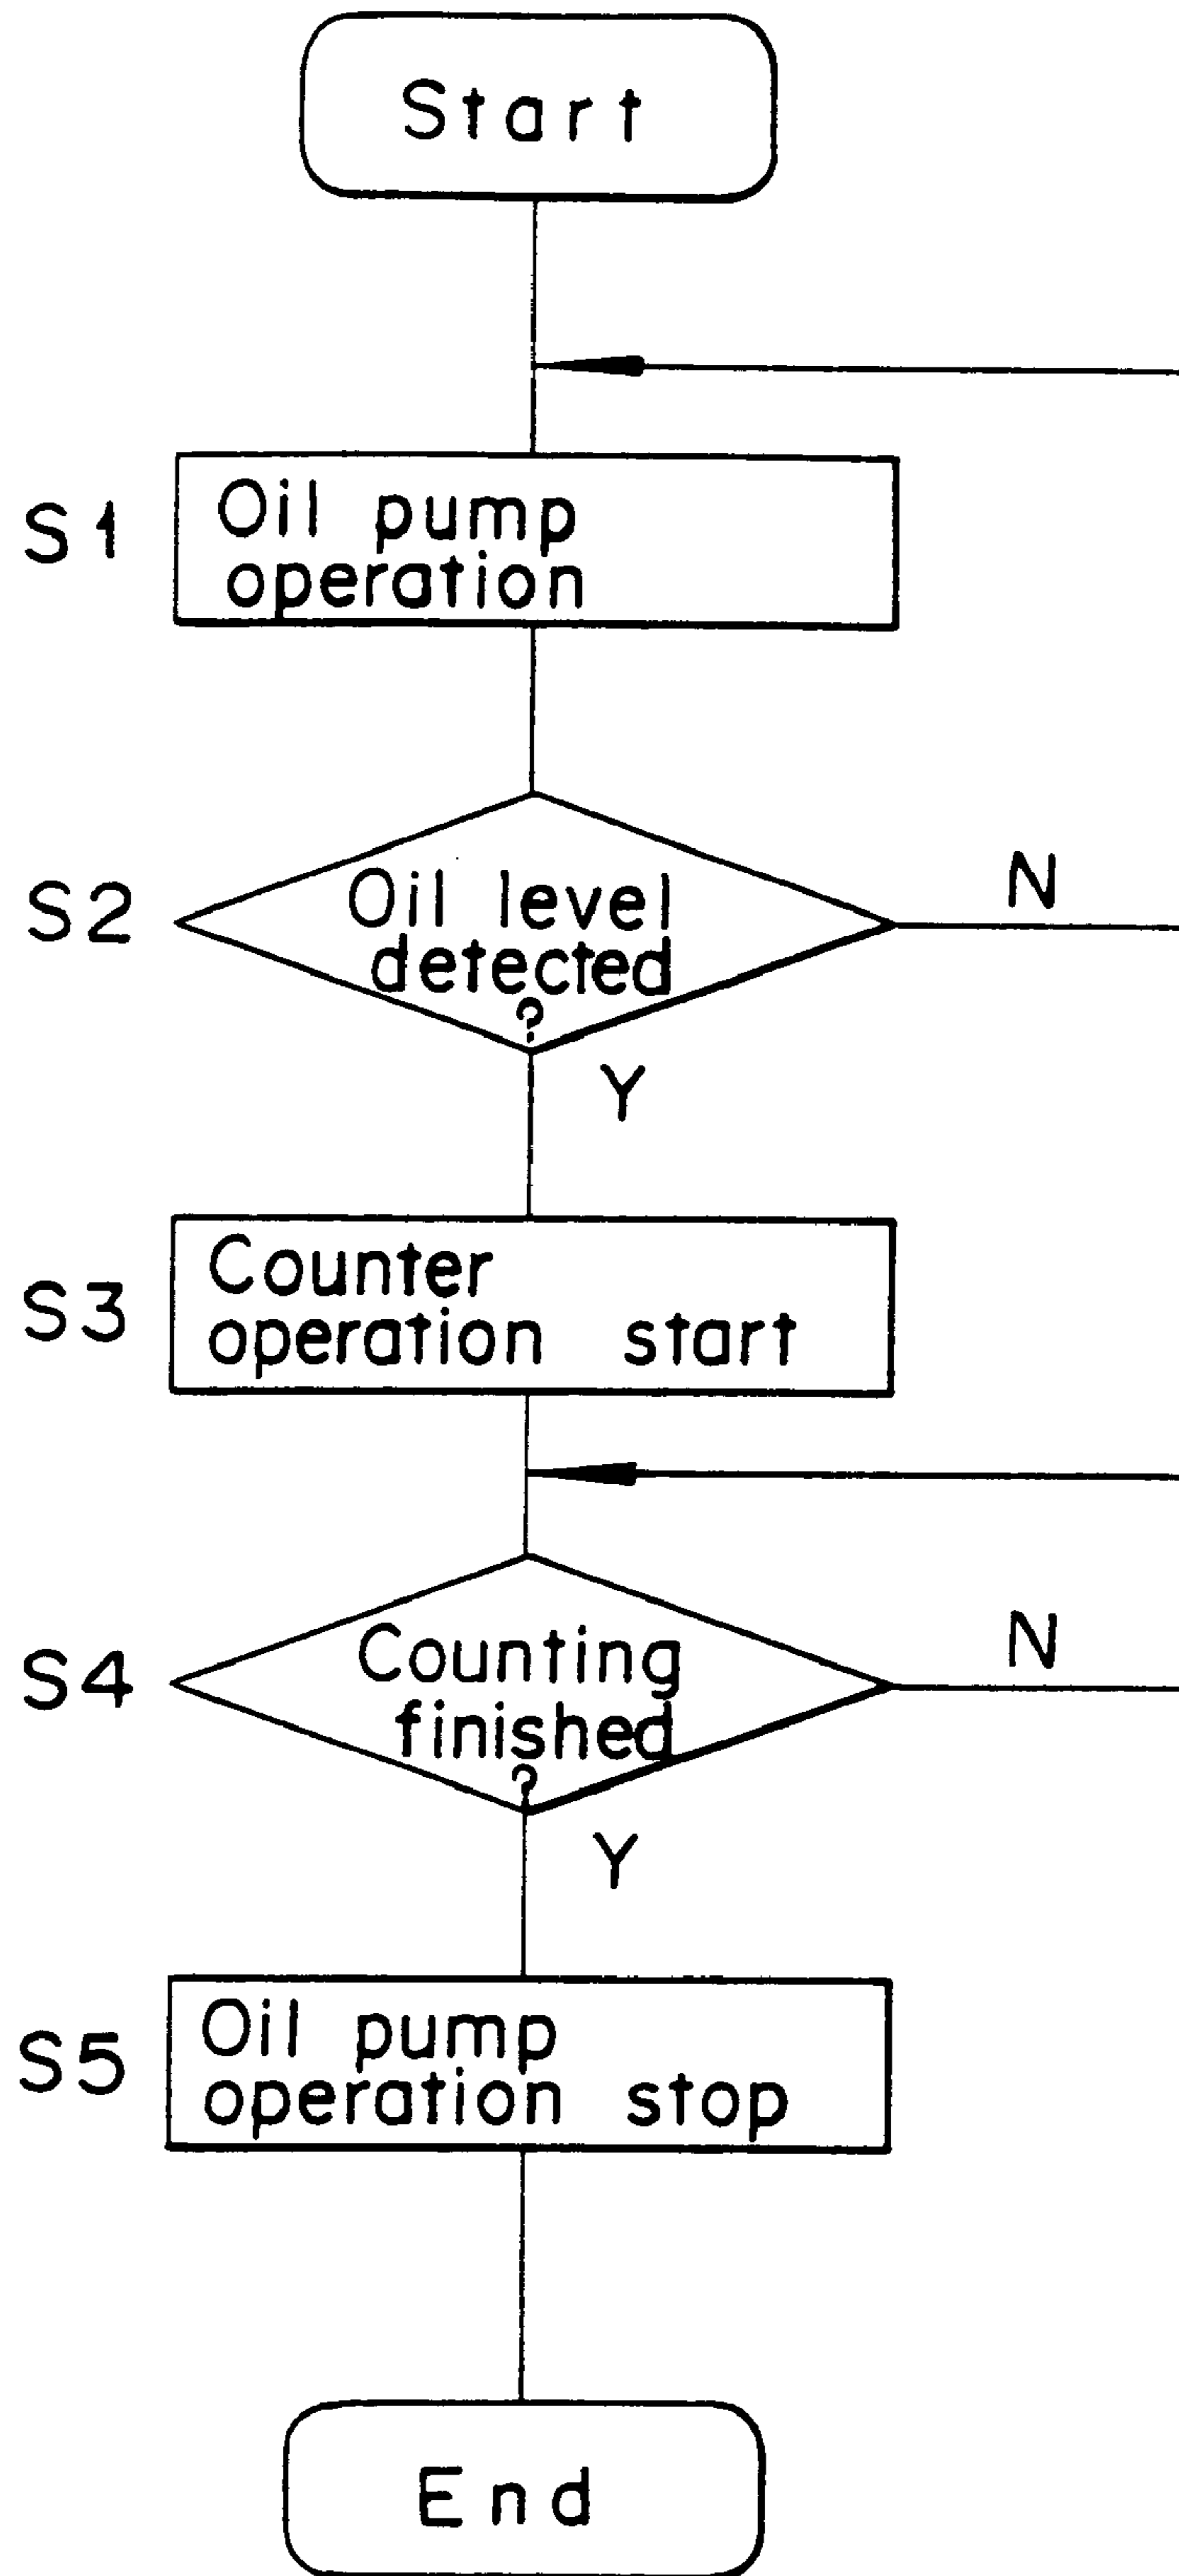 Start
S1
Oil pump
operation
S2
Oil level
detected
?
N
Y
S3
Counter
operation start
S4
Counting
finished
?
N
Y
S5
Oil pump
operation stop
End